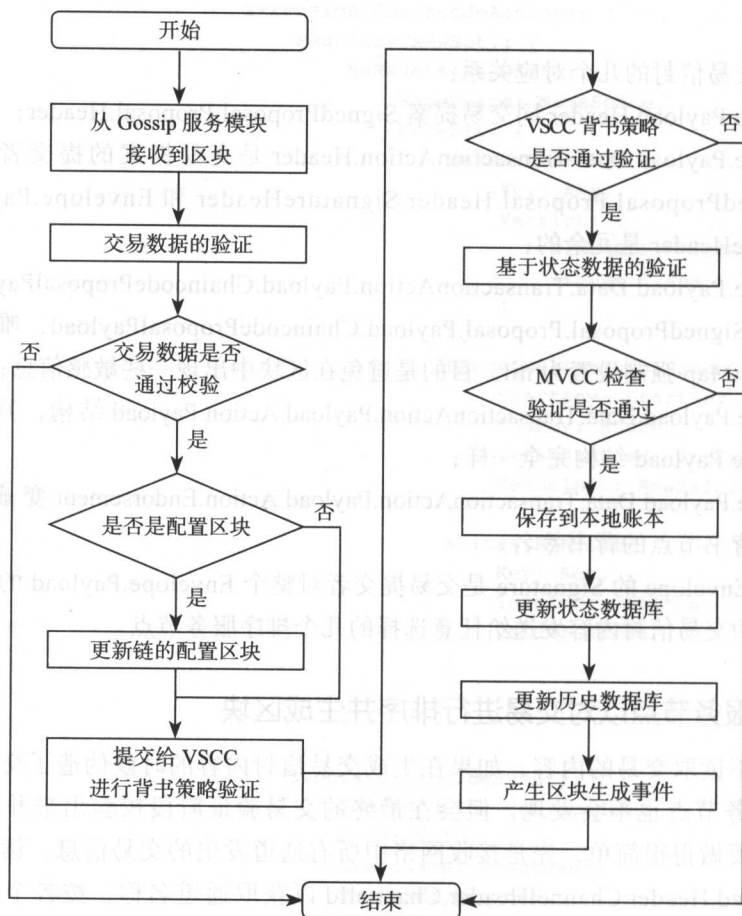 开始
从 Gossip 服务模块
接收到区块
交易数据的验证
交易数据是否
通过校验
否
是
是否是配置区块
否
是
更新链的配置区块
提交给 VSCC
进行背书策略验证
VSCC 背书策略
是否通过验证
否
是
基于状态数据的验证
MVCC 检查
验证是否通过
否
是
保存到本地账本
更新状态数据库
更新历史数据库
产生区块生成事件
结束